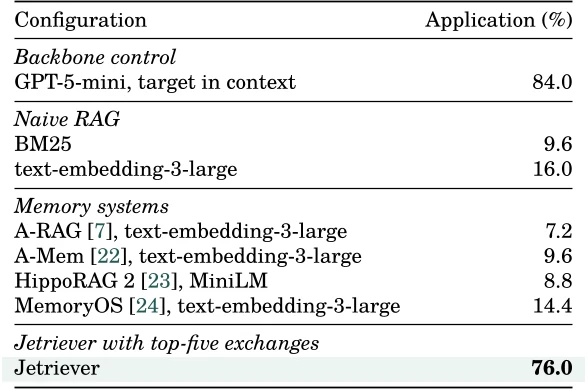 Configuration Application (%)
Backbone control
GPT-5-mini, target in context 84.0
Naive RAG
BM25 9.6
text-embedding-3-large 16.0
Memory systems
A-RAG [7], text-embedding-3-large 7.2
A-Mem [22], text-embedding-3-large 9.6
HippoRAG 2 [23], MiniLM 8.8
MemoryOS [24], text-embedding-3-large 14.4
Jetriever with top-five exchanges
Jetriever 76.0